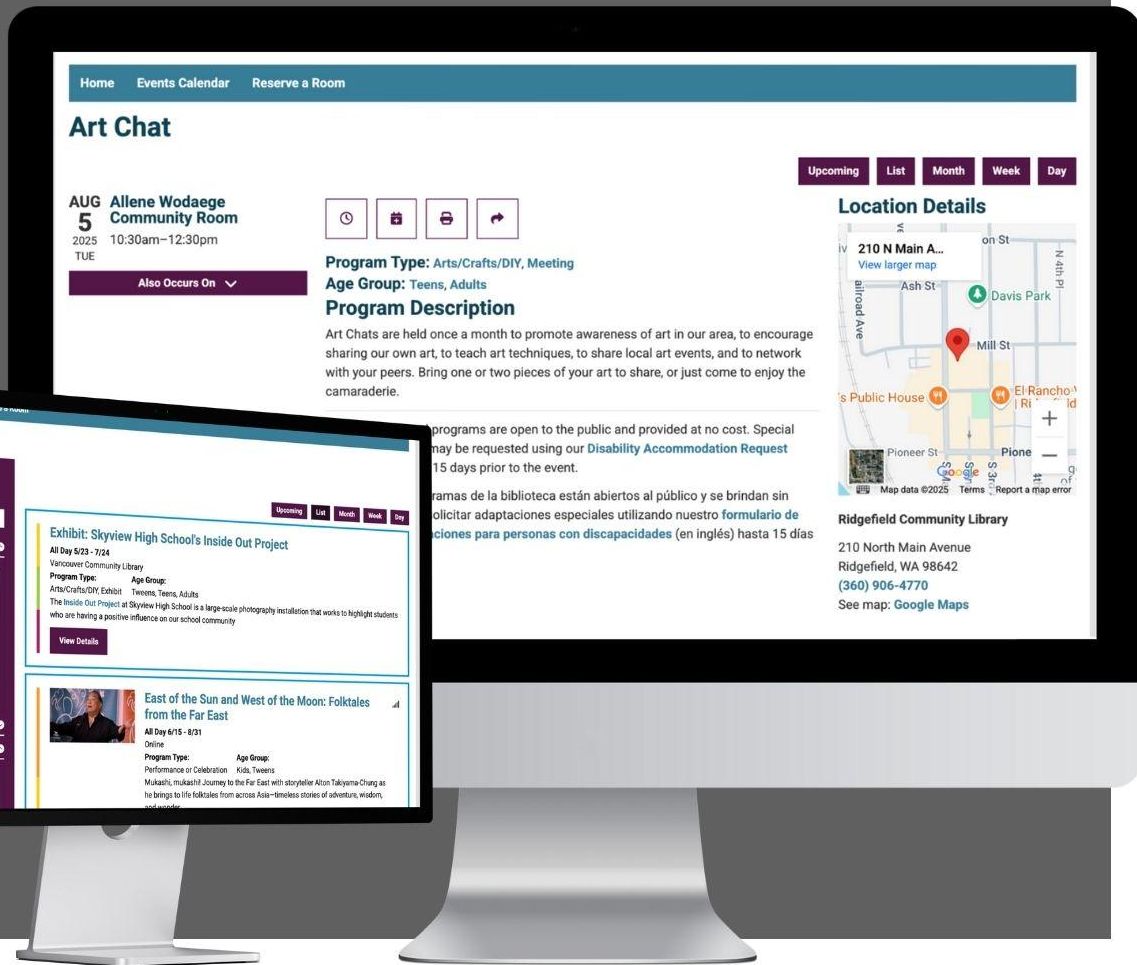 Home Events Calendar Reserve a Room
Art Chat
Upcoming List Month Week Day
AUG
5
2025
TUE
Allene Wodaege
Community Room
10:30am–12:30pm
Also Occurs On
Program Type: Arts/Crafts/DIY, Meeting
Age Group: Teens, Adults
Program Description
Art Chats are held once a month to promote awareness of art in our area, to encourage
sharing our own art, to teach art techniques, to share local art events, and to network
with your peers. Bring one or two pieces of your art to share, or just come to enjoy the
camaraderie.
programs are open to the public and provided at no cost. Special
may be requested using our Disability Accommodation Request
15 days prior to the event.
de la biblioteca están abiertos al público y se brindan sin
adaptaciones especiales utilizando nuestro formulario de
para personas con discapacidades (en inglés) hasta 15 días
Location Details
210 N Main A...
View larger map
on St
N 4th Pl
Ash St
Davis Park
Mill St
Public House
El Rancho
Pioneer St
Pione
Google
Map data ©2025 Terms Report a map error
Ridgefield Community Library
210 North Main Avenue
Ridgefield, WA 98642
(360) 906-4770
See map: Google Maps
Room
Upcoming List Month Week Day
Exhibit: Skyview High School's Inside Out Project
All Day 5/23 - 7/24
Vancouver Community Library
Program Type: Age Group:
Arts/Crafts/DIY, Exhibit Tweens, Teens, Adults
The Inside Out Project at Skyview High School is a large-scale photography installation that works to highlight students
who are having a positive influence on our school community
View Details
East of the Sun and West of the Moon: Folktales
from the Far East
All Day 6/15 - 8/31
Online
Program Type: Age Group:
Performance or Celebration Kids, Tweens
Mukashi, mukashi! Journey to the Far East with storyteller Alton Takiyama-Chung as
he brings to life folktales from across Asia—timeless stories of adventure, wisdom,
and wonder